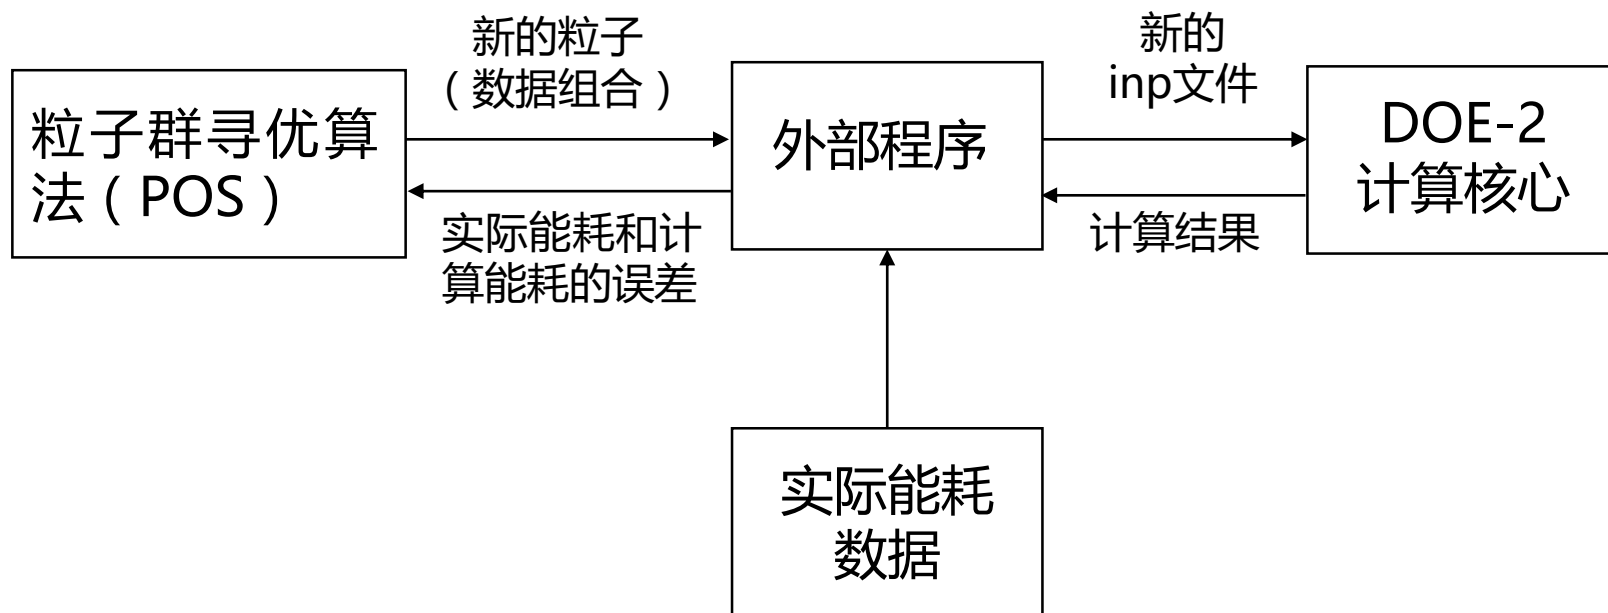 新的粒子
（数据组合）
新的
inp文件
粒子群寻优算
法（POS）
外部程序
DOE-2
计算核心
实际能耗和计
算能耗的误差
计算结果
实际能耗
数据